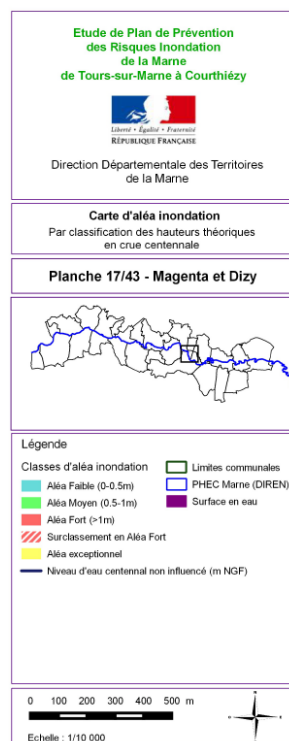 Etude de Plan de Prévention
des Risques Inondation
de la Marne
de Tours-sur-Marne à Courthiézy
Liberté • Égalité • Fraternité
RÉPUBLIQUE FRANÇAISE
Direction Départementale des Territoires
de la Marne
Carte d'aléa inondation
Par classification des hauteurs théoriques
en crue centennale
Planche 17/43 - Magenta et Dizy
Légende
Classes d'aléa inondation
Aléa Faible (0-0.5m)
Aléa Moyen (0.5-1m)
Aléa Fort (>1m)
Surclassement en Aléa Fort
Aléa exceptionnel
Niveau d'eau centennal non influencé (m NGF)
Limites communales
PHEC Marne (DIREN)
Surface en eau
0 100 200 300 400 500 m
Echelle : 1/10 000